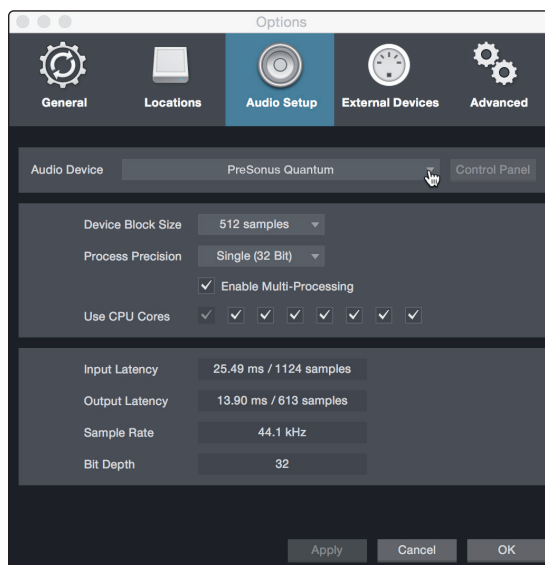 Options
General Locations Audio Setup External Devices Advanced
Audio Device PreSonus Quantum Control Panel
Device Block Size 512 samples
Process Precision Single (32 Bit)
Enable Multi-Processing
Use CPU Cores
Input Latency 25.49 ms / 1124 samples
Output Latency 13.90 ms / 613 samples
Sample Rate 44.1 kHz
Bit Depth 32
Apply Cancel OK